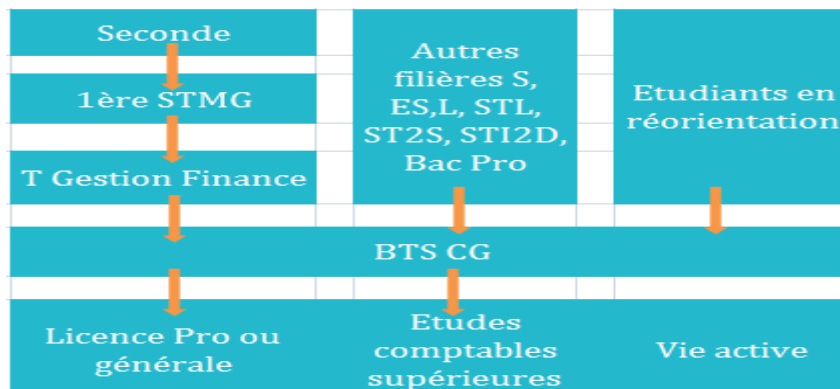 Seconde
1ère STMG
T Gestion Finance
Autres
filières S,
ES,L, STL,
ST2S, STI2D,
Bac Pro
Etudiants en
réorientation
BTS CG
Licence Pro ou
générale
Etudes
comptables
supérieures
Vie active